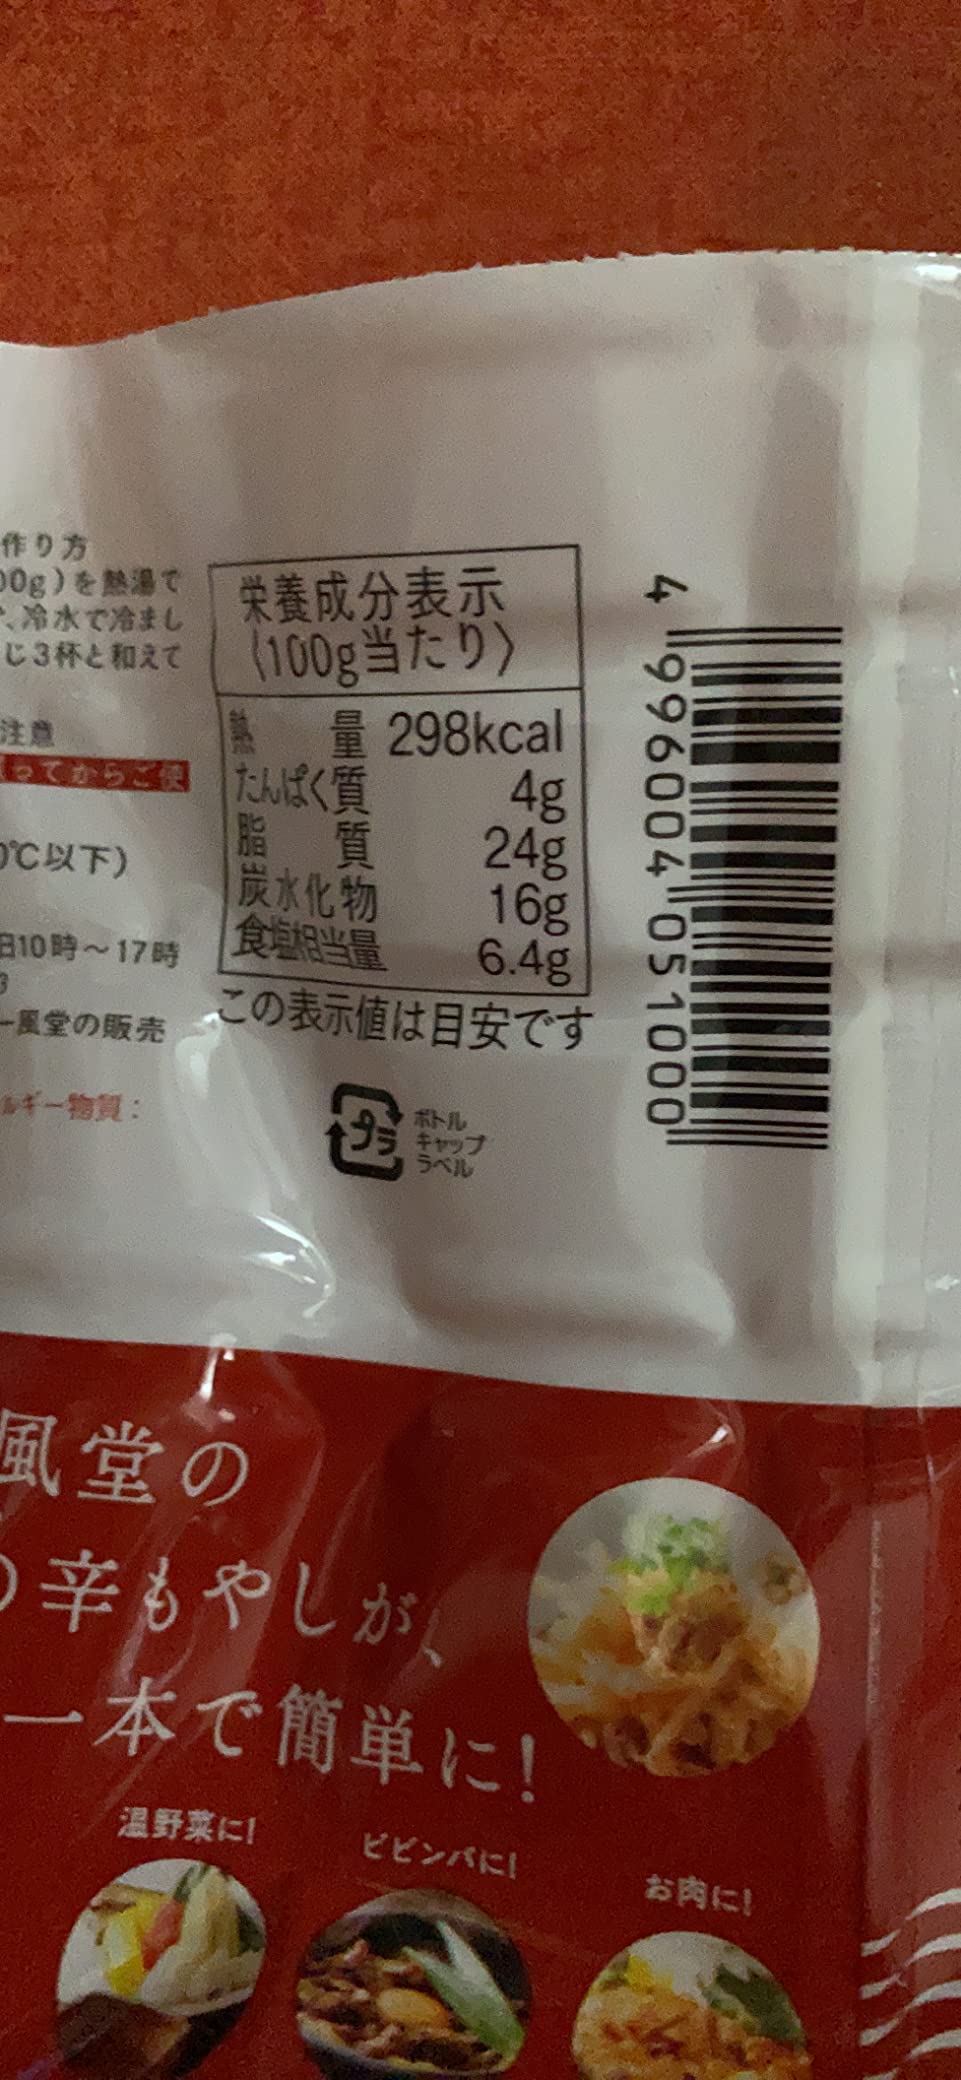 作り方
00g)を熱湯で
、冷水で冷まし
じ3杯と和えて
注意
ってからご使
0℃以下)
日10時～17時
3
一風堂の販売
ルギー物質：
栄養成分表示
(100g当たり)
熱量 298kcal
たんぱく質 4g
脂質 24g
炭水化物 16g
食塩相当量 6.4g
この表示値は目安です
プラ
ボトル
キャップ
ラベル
4 996004 051000
風堂の
の辛もやしが、
一本で簡単に!
温野菜に!
ビビンバに!
お肉に!